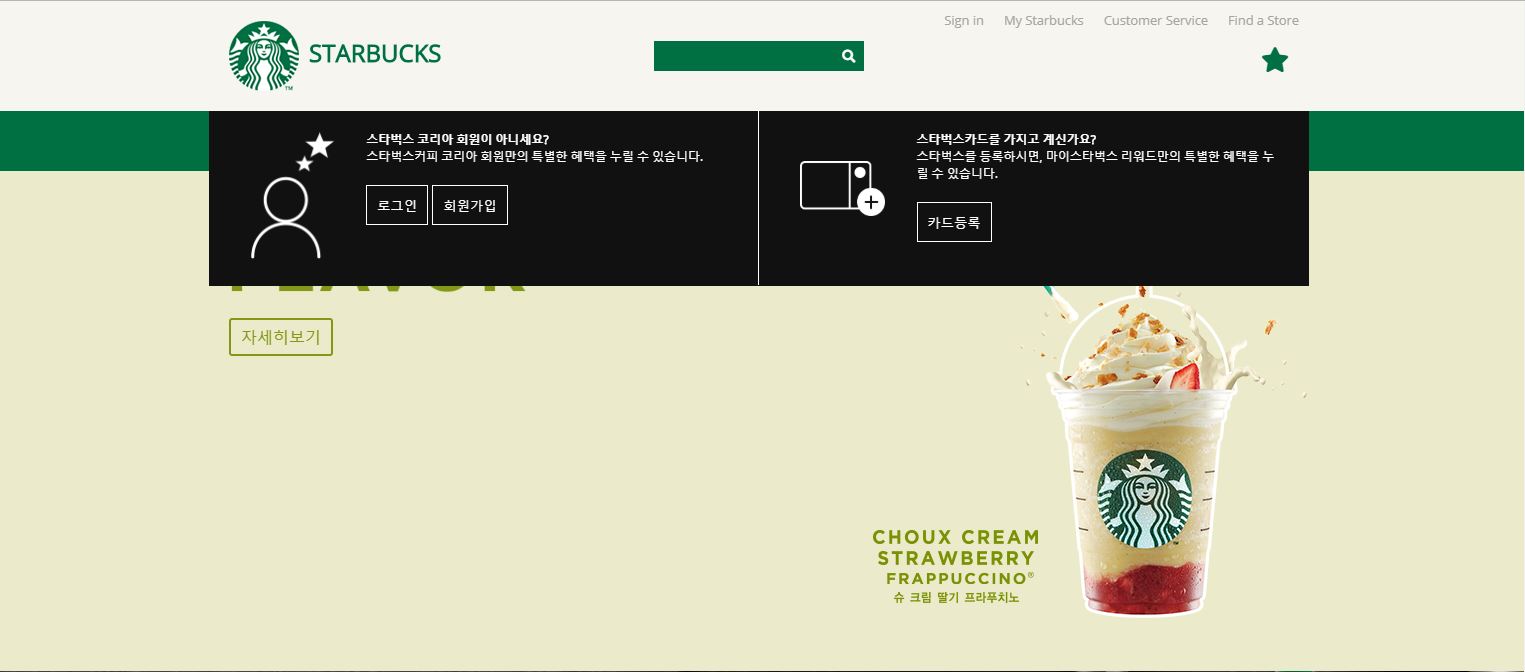 Sign in My Starbucks Customer Service Find a Store
STARBUCKS
TM
스타벅스 코리아 회원이 아니세요?
스타벅스커피 코리아 회원만의 특별한 혜택을 누릴 수 있습니다.
로그인 회원가입
스타벅스카드를 가지고 계신가요?
스타벅스를 등록하시면, 마이스타벅스 리워드만의 특별한 혜택을 누
릴 수 있습니다.
카드등록
자세히보기
CHOUX CREAM
STRAWBERRY
FRAPPUCCINO®
슈 크림 딸기 프라푸치노